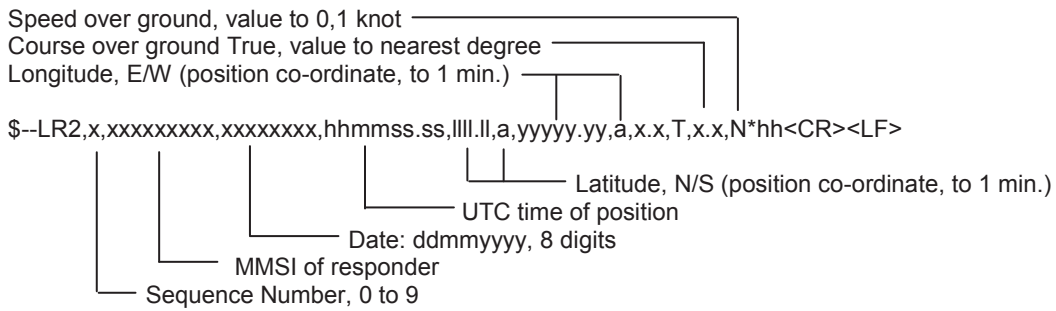 Speed over ground, value to 0,1 knot
Course over ground True, value to nearest degree
Longitude, E/W (position co-ordinate, to 1 min.)
$--LR2,x,xxxxxxxxx,xxxxxxxx,hhmmss.ss,llll.ll,a,yyyyy.yy,a,x.x,T,x.x,N*hh<CR><LF>
Latitude, N/S (position co-ordinate, to 1 min.)
UTC time of position
Date: ddmmyyyy, 8 digits
MMSI of responder
Sequence Number, 0 to 9